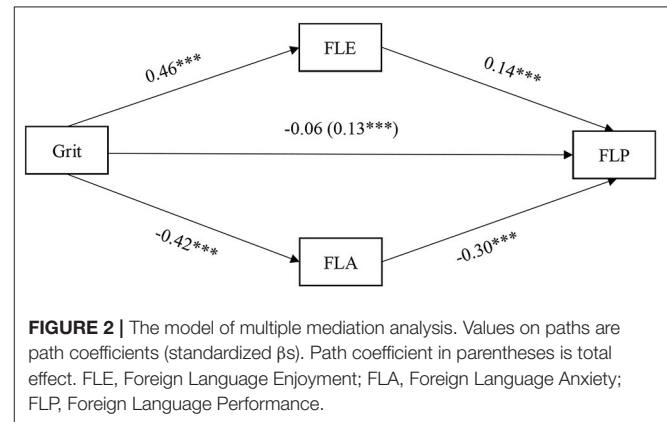 FLE
0.46***
0.14***
-0.06 (0.13***)
Grit
FLP
-0.42***
-0.30***
FLA
FIGURE 2 | The model of multiple mediation analysis. Values on paths are
path coefficients (standardized βs). Path coefficient in parentheses is total
effect. FLE, Foreign Language Enjoyment; FLA, Foreign Language Anxiety;
FLP, Foreign Language Performance.